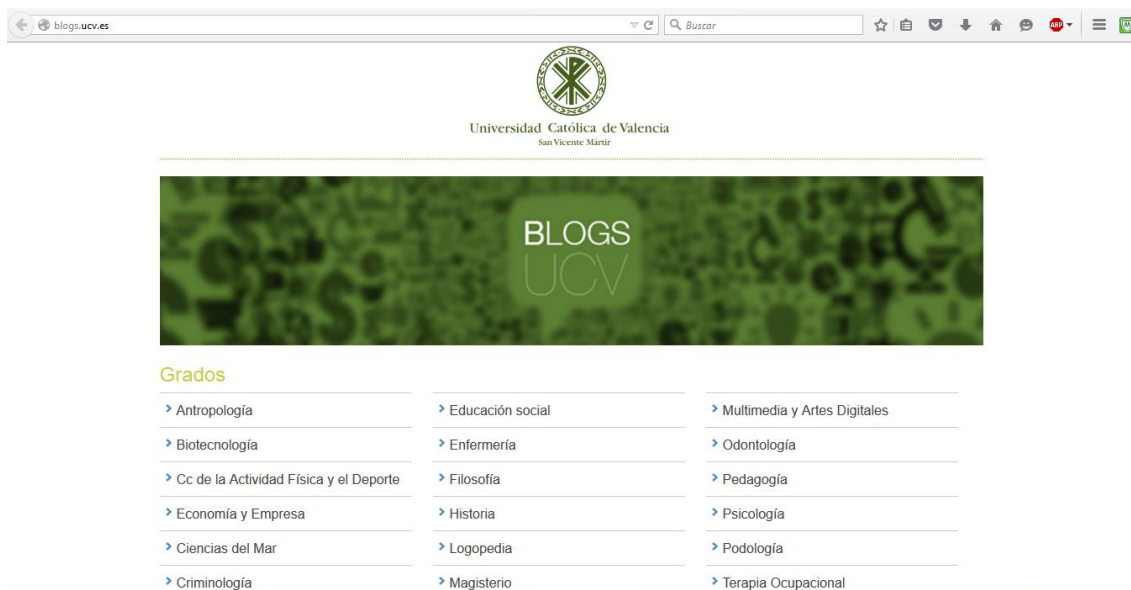 blogs.ucv.es
Buscar
ABP
Universidad Católica de Valencia
San Vicente Mártir
BLOGS
UCV
Grados
Antropología
Educación social
Multimedia y Artes Digitales
Biotecnología
Enfermería
Odontología
Cc de la Actividad Física y el Deporte
Filosofía
Pedagogía
Economía y Empresa
Historia
Psicología
Ciencias del Mar
Logopedia
Podología
Criminología
Magisterio
Terapia Ocupacional